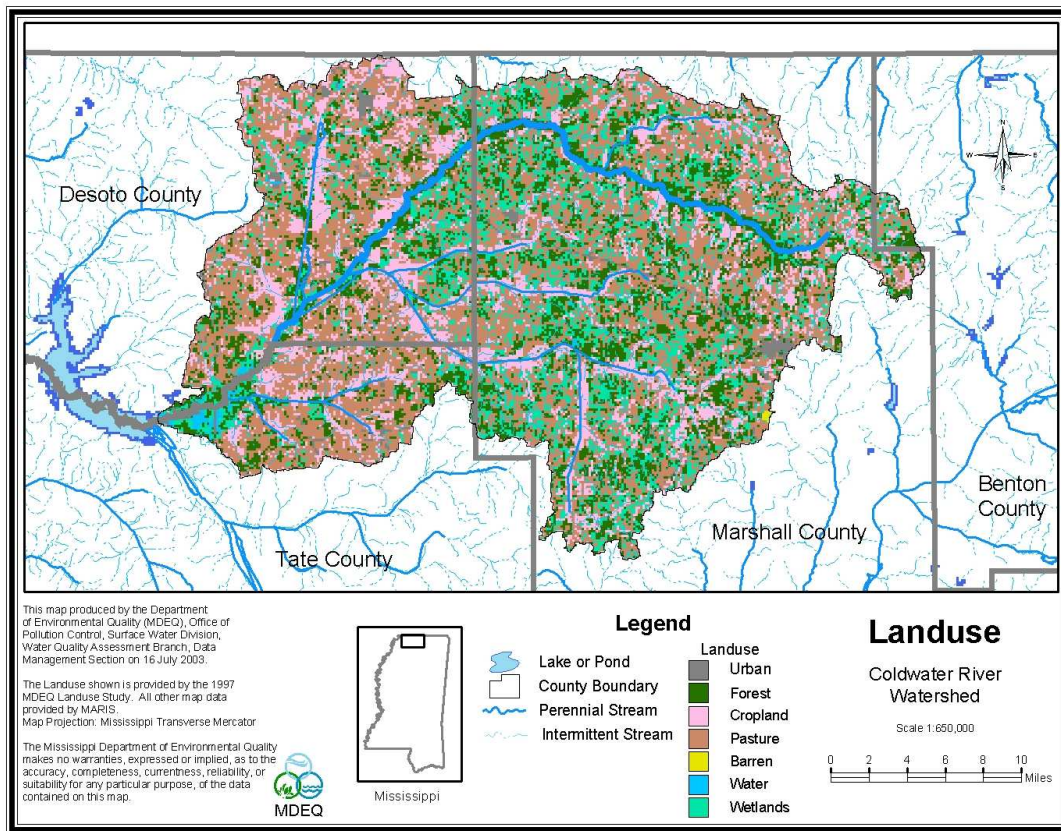 Desoto County
N
W
E
S
Benton
County
Marshall County
Tate County
This map produced by the Department
of Environmental Quality (MDEQ), Office of
Pollution Control, Surface Water Division,
Water Quality Assessment Branch, Data
Management Section on 16 July 2003.
The Landuse shown is provided by the 1997
MDEQ Landuse Study. All other map data
provided by MARIS.
Map Projection: Mississippi Transverse Mercator
The Mississippi Department of Environmental Quality
makes no warranties, expressed or implied, as to the
accuracy, completeness, currentness, reliability, or
suitability for any particular purpose, of the data
contained on this map.
MDEQ
Mississippi
Legend
Lake or Pond
County Boundary
Perennial Stream
Intermittent Stream
Landuse
Urban
Forest
Cropland
Pasture
Barren
Water
Wetlands
Landuse
Coldwater River
Watershed
Scale 1:650,000
0 2 4 6 8 10
Miles